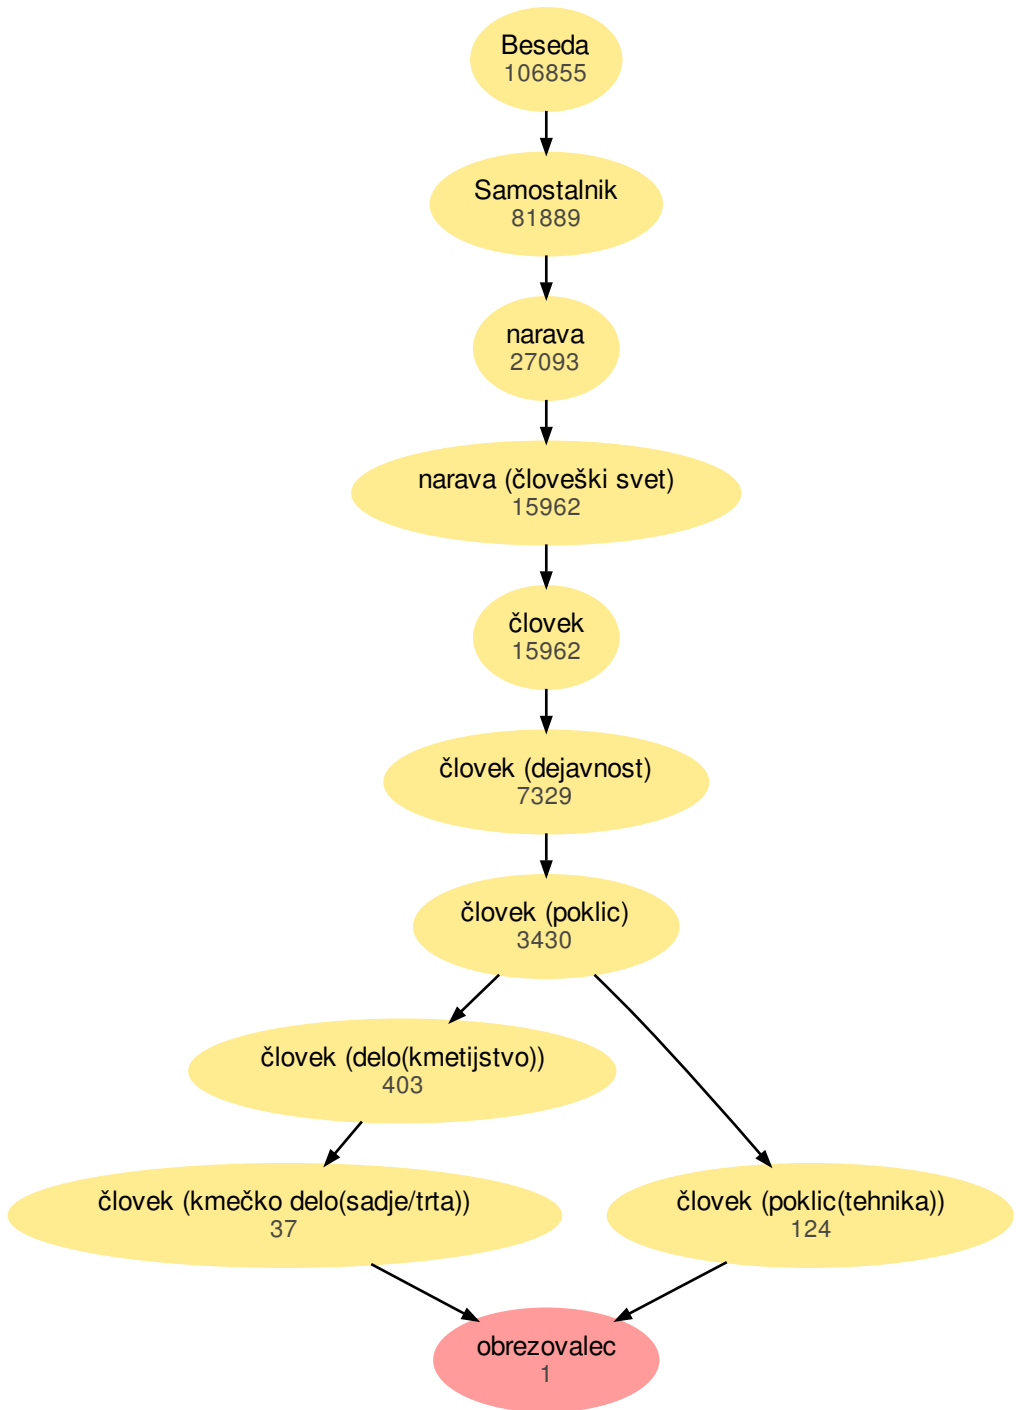 Beseda
106855
Samostalnik
81889
narava
27093
narava (človeški svet)
15962
človek
15962
človek (dejavnost)
7329
človek (poklic)
3430
človek (delo(kmetijstvo))
403
človek (kmečko delo(sadje/trta))
37
človek (poklic(tehnika))
124
obrezovalec
1